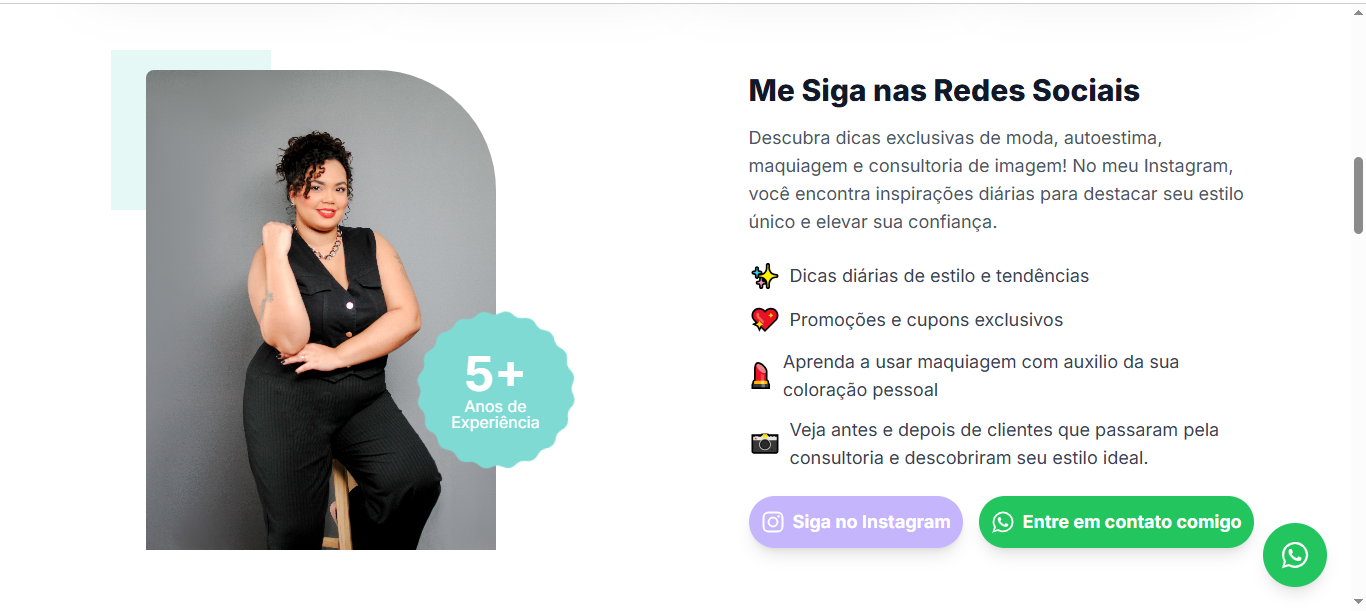 Me Siga nas Redes Sociais
Descubra dicas exclusivas de moda, autoestima,
maquiagem e consultoria de imagem! No meu Instagram,
você encontra inspirações diárias para destacar seu estilo
único e elevar sua confiança.
Dicas diárias de estilo e tendências
Promoções e cupons exclusivos
Aprenda a usar maquiagem com auxilio da sua
coloração pessoal
Veja antes e depois de clientes que passaram pela
consultoria e descobriram seu estilo ideal.
Siga no Instagram
Entre em contato comigo
5+
Anos de
Experiência